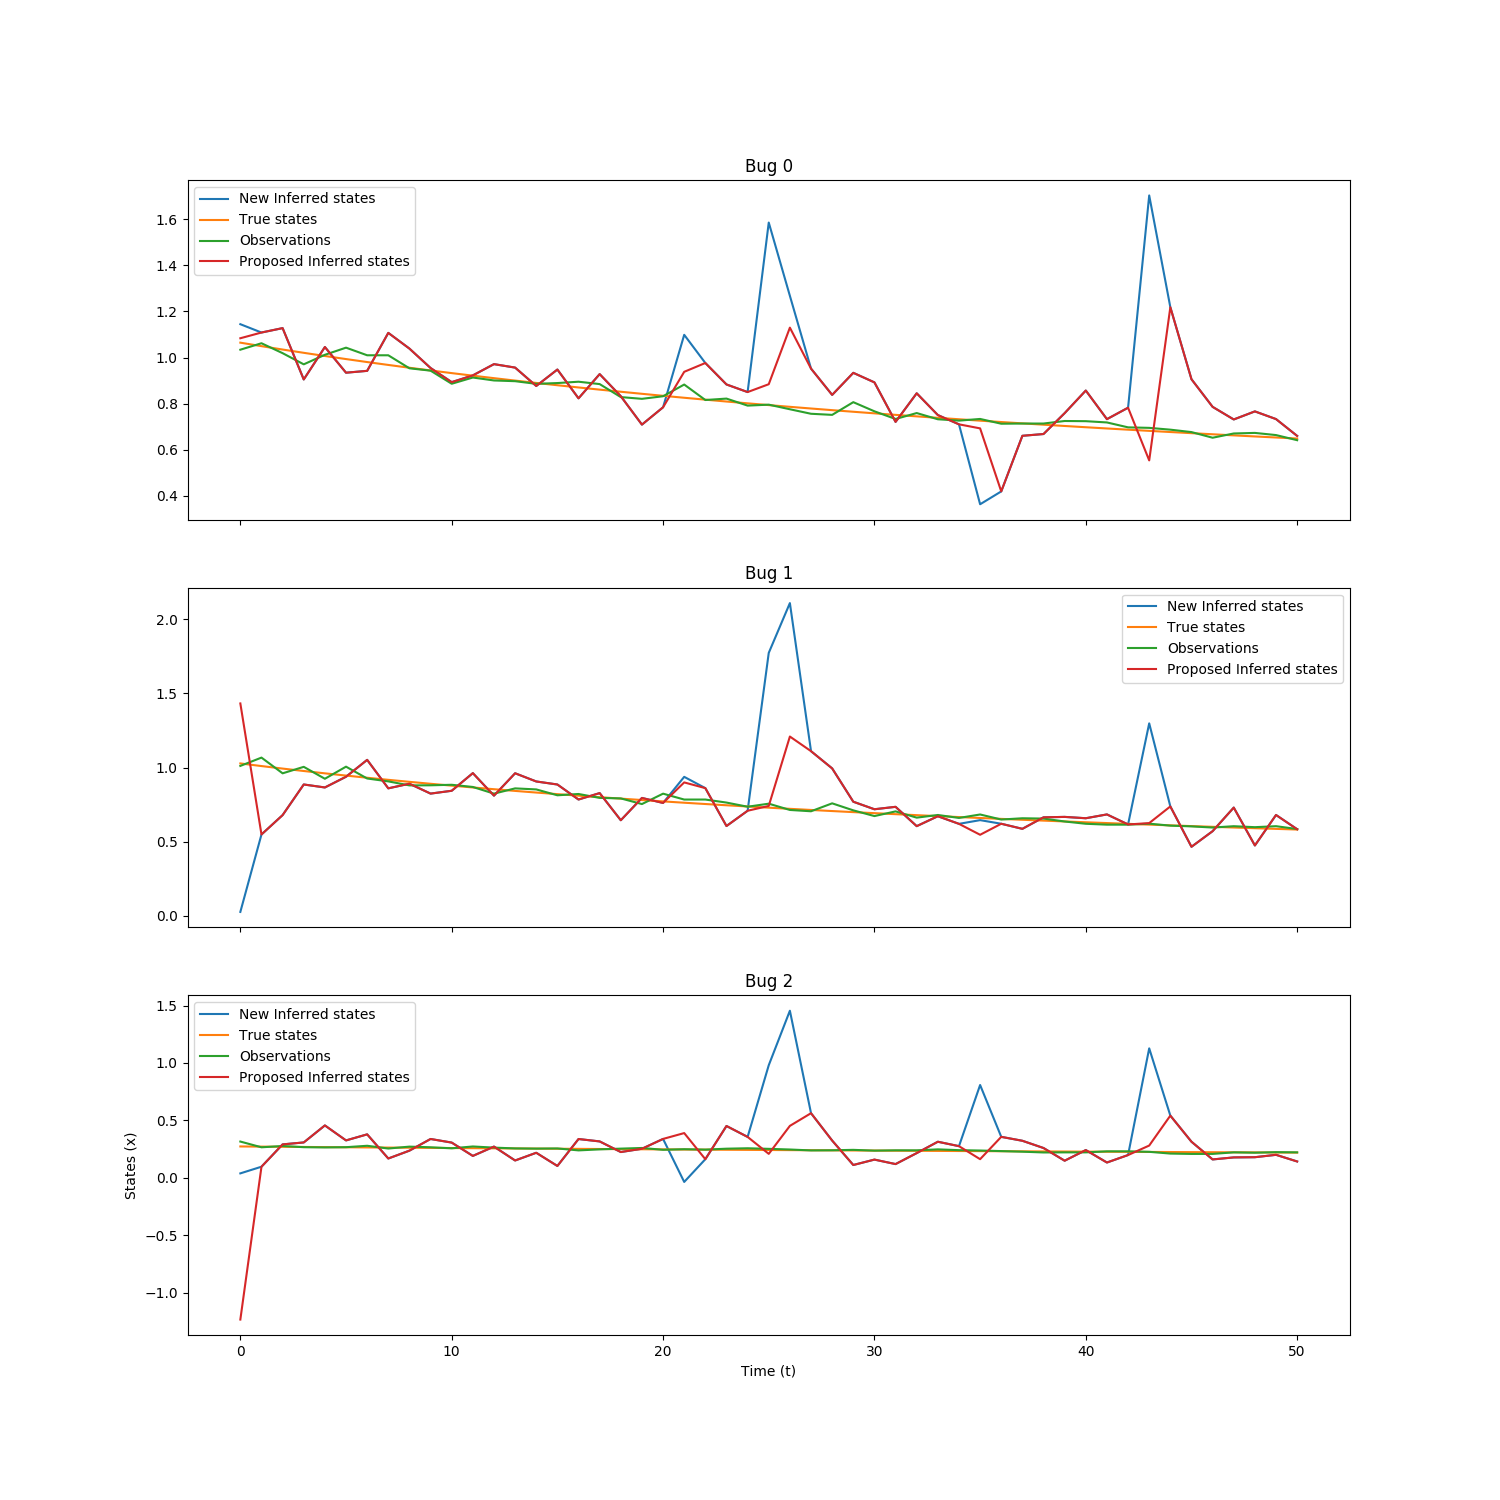 Bug 0
New Inferred states
True states
Observations
Proposed Inferred states
1.6
1.4
1.2
1.0
0.8
0.6
0.4
Bug 1
New Inferred states
True states
Observations
Proposed Inferred states
2.0
1.5
1.0
0.5
0.0
Bug 2
New Inferred states
True states
Observations
Proposed Inferred states
1.5
1.0
0.5
0.0
−0.5
−1.0
States (x)
0 10 20 30 40 50
Time (t)